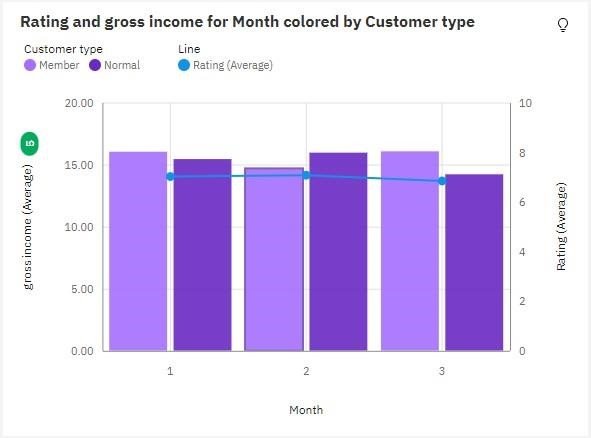 Rating and gross income for Month colored by Customer type
Customer type
Line
Member
Normal
Rating (Average)
20.00
15.00
10.00
5.00
0.00
gross income (Average)
10
8
6
4
2
0
Rating (Average)
1
2
3
Month